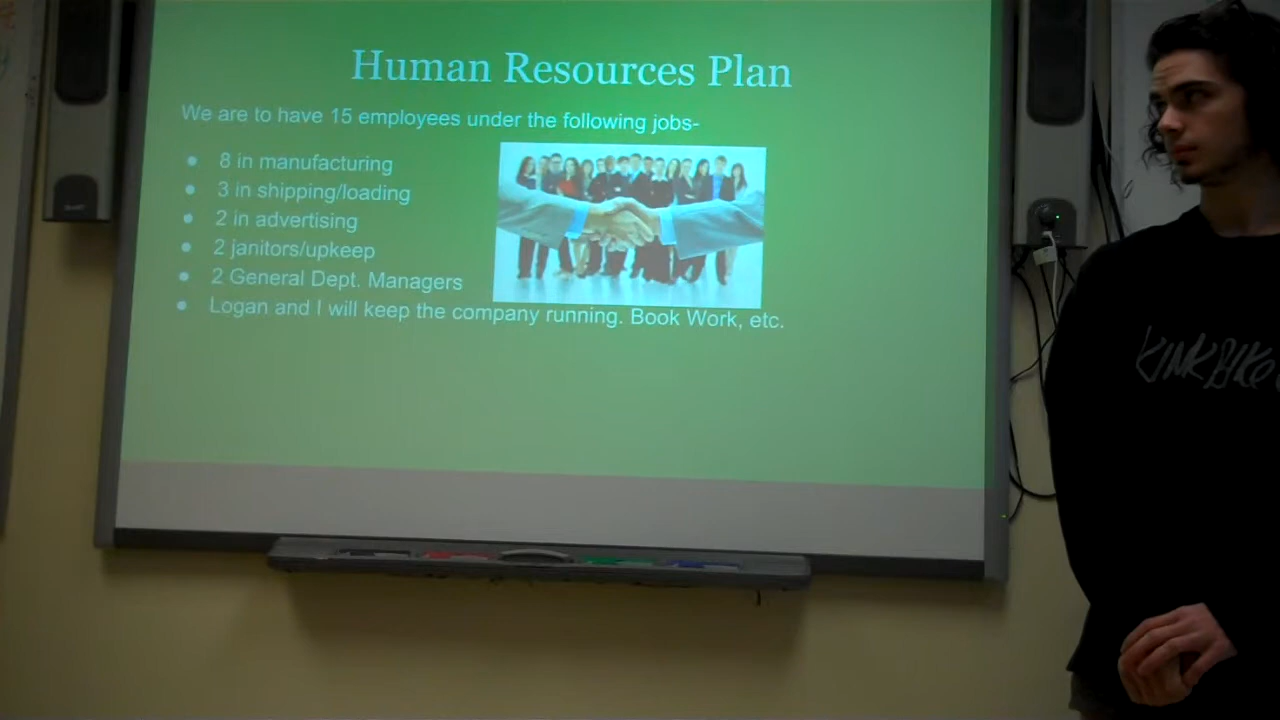 Human Resources Plan
We are to have 15 employees under the following jobs-
● 8 in manufacturing
● 3 in shipping/loading
● 2 in advertising
● 2 janitors/upkeep
● 2 General Dept. Managers
● Logan and I will keep the company running. Book Work, etc.
KINK BIKE